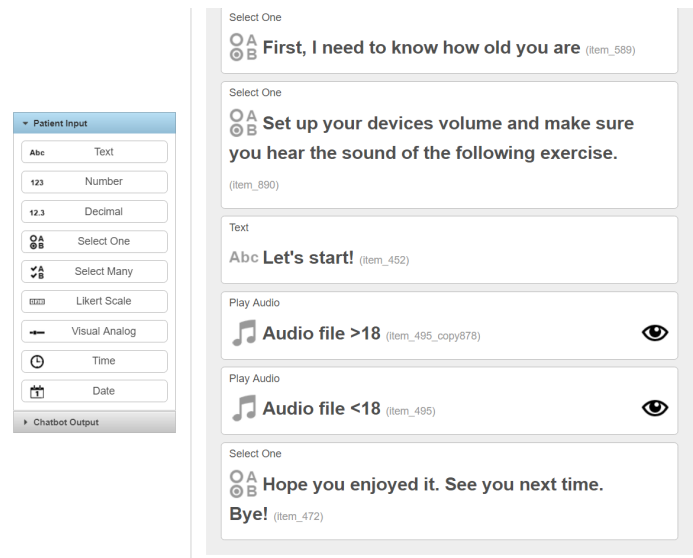 Patient Input
Abc Text
123 Number
12.3 Decimal
A B Select One
A B Select Many
Likert Scale
Visual Analog
Time
1 Date
Chatbot Output
Select One
A B First, I need to know how old you are (item_589)
Select One
A B Set up your devices volume and make sure
you hear the sound of the following exercise.
(item_890)
Text
Abc Let's start! (item_452)
Play Audio
Audio file >18 (item_495_copy878)
Play Audio
Audio file <18 (item_495)
Select One
A B Hope you enjoyed it. See you next time.
Bye! (item_472)